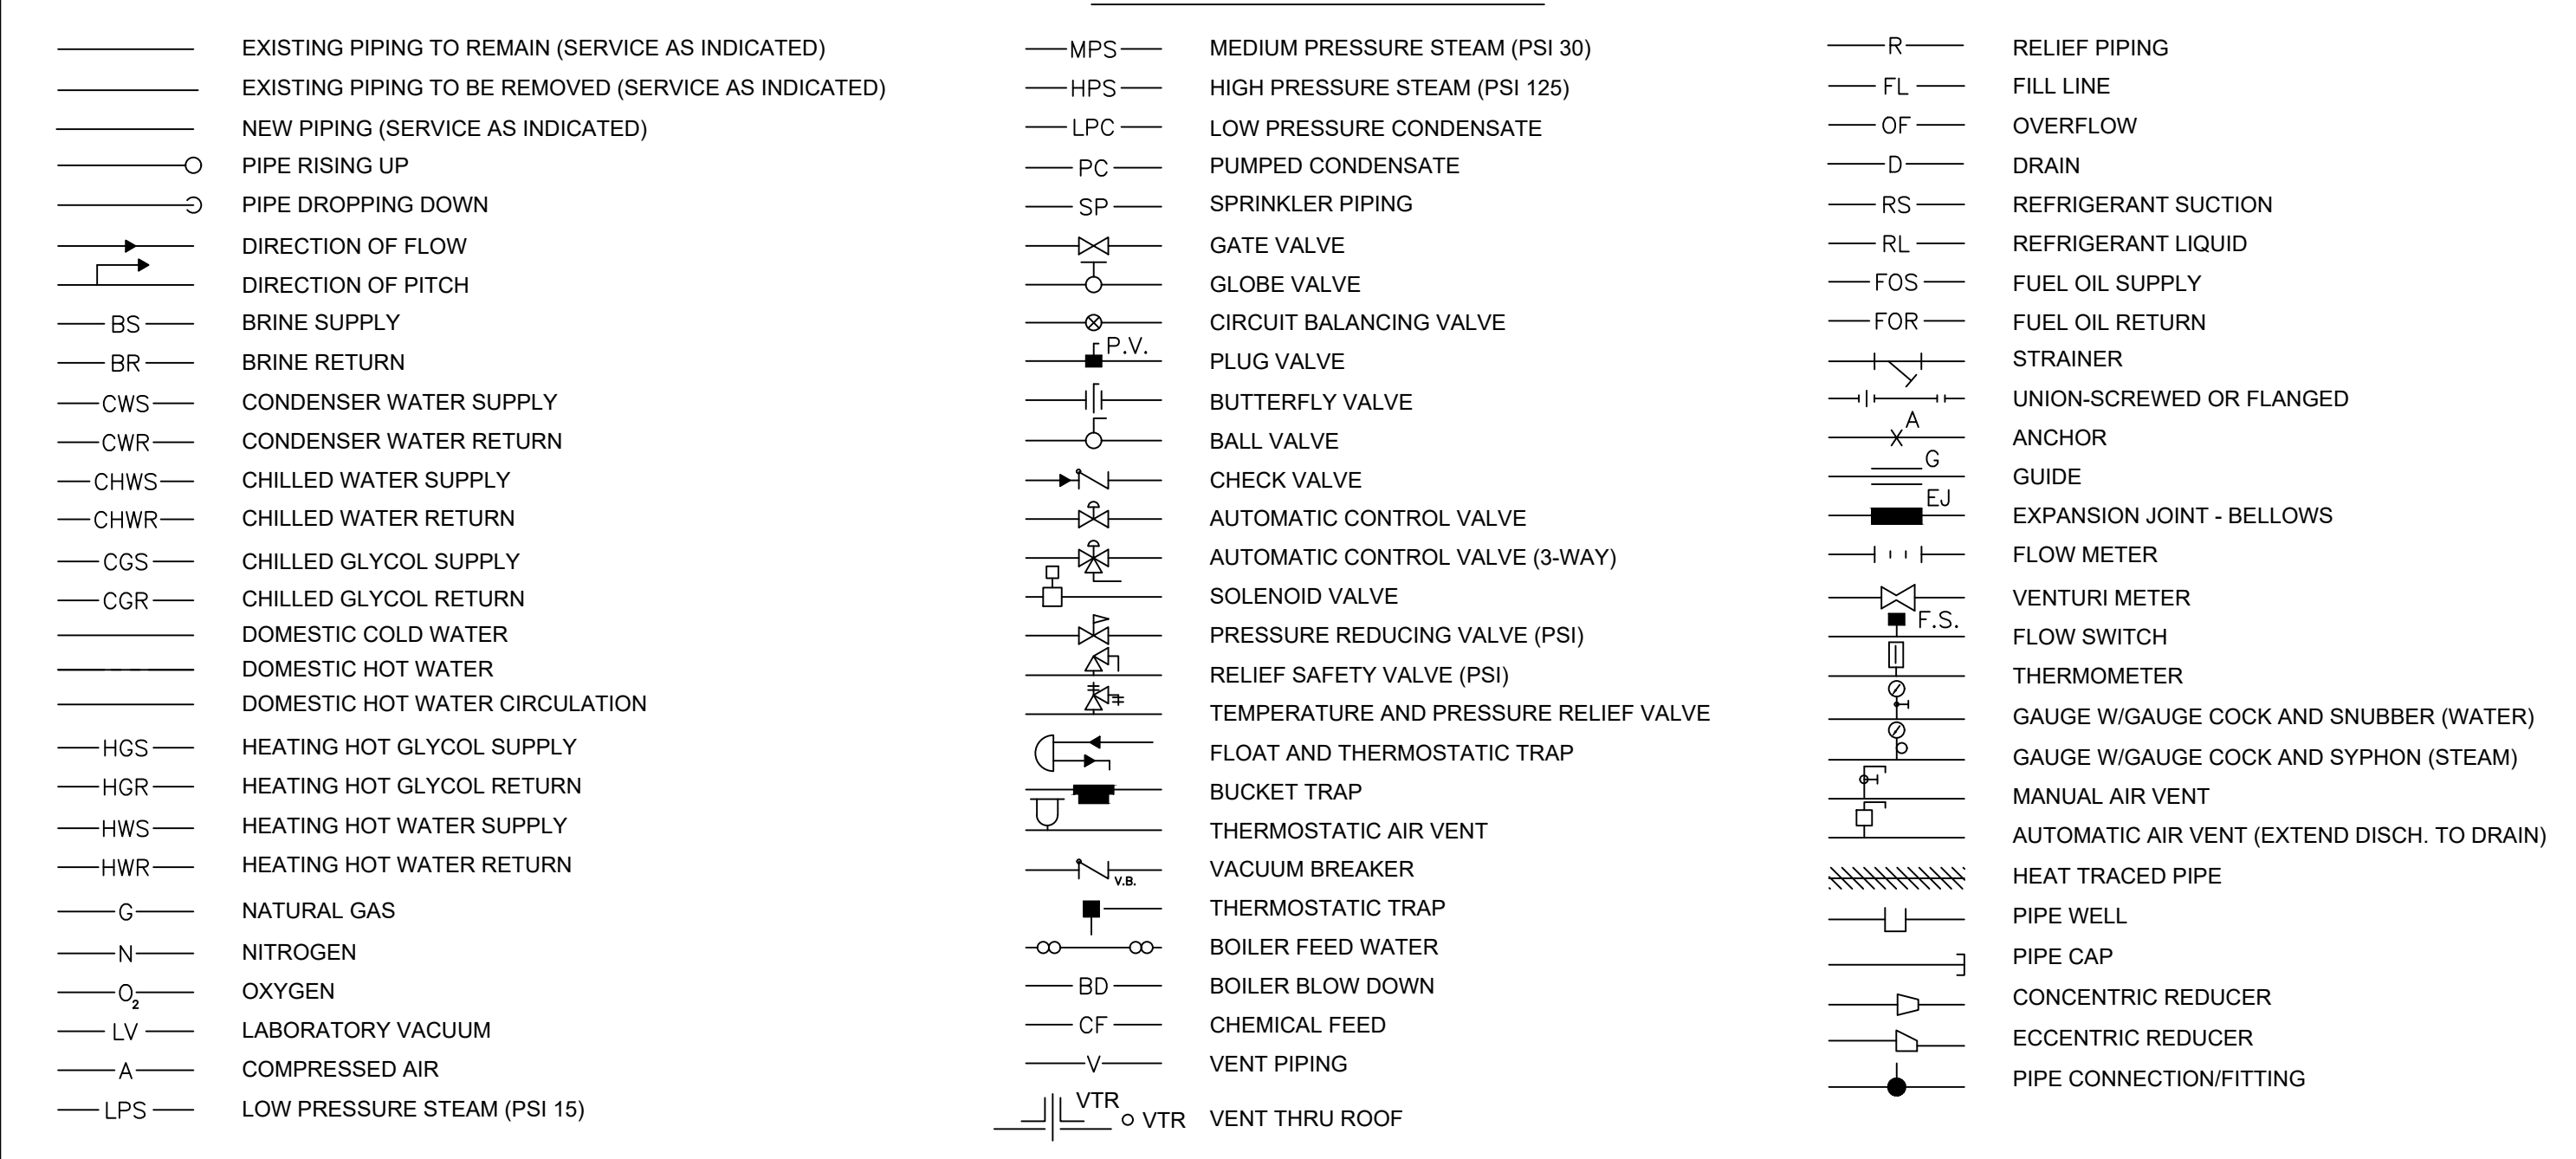 EXISTING PIPING TO REMAIN (SERVICE AS INDICATED)
EXISTING PIPING TO BE REMOVED (SERVICE AS INDICATED)
NEW PIPING (SERVICE AS INDICATED)
PIPE RISING UP
PIPE DROPPING DOWN
DIRECTION OF FLOW
DIRECTION OF PITCH
BS BRINE SUPPLY
BR BRINE RETURN
CWS CONDENSER WATER SUPPLY
CWR CONDENSER WATER RETURN
CHWS CHILLED WATER SUPPLY
CHWR CHILLED WATER RETURN
CGS CHILLED GLYCOL SUPPLY
CGR CHILLED GLYCOL RETURN
DOMESTIC COLD WATER
DOMESTIC HOT WATER
DOMESTIC HOT WATER CIRCULATION
HGS HEATING HOT GLYCOL SUPPLY
HGR HEATING HOT GLYCOL RETURN
HWS HEATING HOT WATER SUPPLY
HWR HEATING HOT WATER RETURN
G NATURAL GAS
N NITROGEN
O2 OXYGEN
LV LABORATORY VACUUM
A COMPRESSED AIR
LPS LOW PRESSURE STEAM (PSI 15)
MPS MEDIUM PRESSURE STEAM (PSI 30)
HPS HIGH PRESSURE STEAM (PSI 125)
LPC LOW PRESSURE CONDENSATE
PC PUMPED CONDENSATE
SP SPRINKLER PIPING
GATE VALVE
GLOBE VALVE
CIRCUIT BALANCING VALVE
P.V. PLUG VALVE
BUTTERFLY VALVE
BALL VALVE
CHECK VALVE
AUTOMATIC CONTROL VALVE
AUTOMATIC CONTROL VALVE (3-WAY)
SOLENOID VALVE
PRESSURE REDUCING VALVE (PSI)
RELIEF SAFETY VALVE (PSI)
TEMPERATURE AND PRESSURE RELIEF VALVE
FLOAT AND THERMOSTATIC TRAP
BUCKET TRAP
THERMOSTATIC AIR VENT
V.B. VACUUM BREAKER
THERMOSTATIC TRAP
BOILER FEED WATER
BD BOILER BLOW DOWN
CF CHEMICAL FEED
V VENT PIPING
VTR VTR VENT THRU ROOF
R RELIEF PIPING
FL FILL LINE
OF OVERFLOW
D DRAIN
RS REFRIGERANT SUCTION
RL REFRIGERANT LIQUID
FOS FUEL OIL SUPPLY
FOR FUEL OIL RETURN
STRAINER
UNION-SCREWED OR FLANGED
A ANCHOR
G GUIDE
EJ EXPANSION JOINT - BELLOWS
FLOW METER
VENTURI METER
F.S. FLOW SWITCH
THERMOMETER
GAUGE W/GAUGE COCK AND SNUBBER (WATER)
GAUGE W/GAUGE COCK AND SYPHON (STEAM)
MANUAL AIR VENT
AUTOMATIC AIR VENT (EXTEND DISCH. TO DRAIN)
HEAT TRACED PIPE
PIPE WELL
PIPE CAP
CONCENTRIC REDUCER
ECCENTRIC REDUCER
PIPE CONNECTION/FITTING